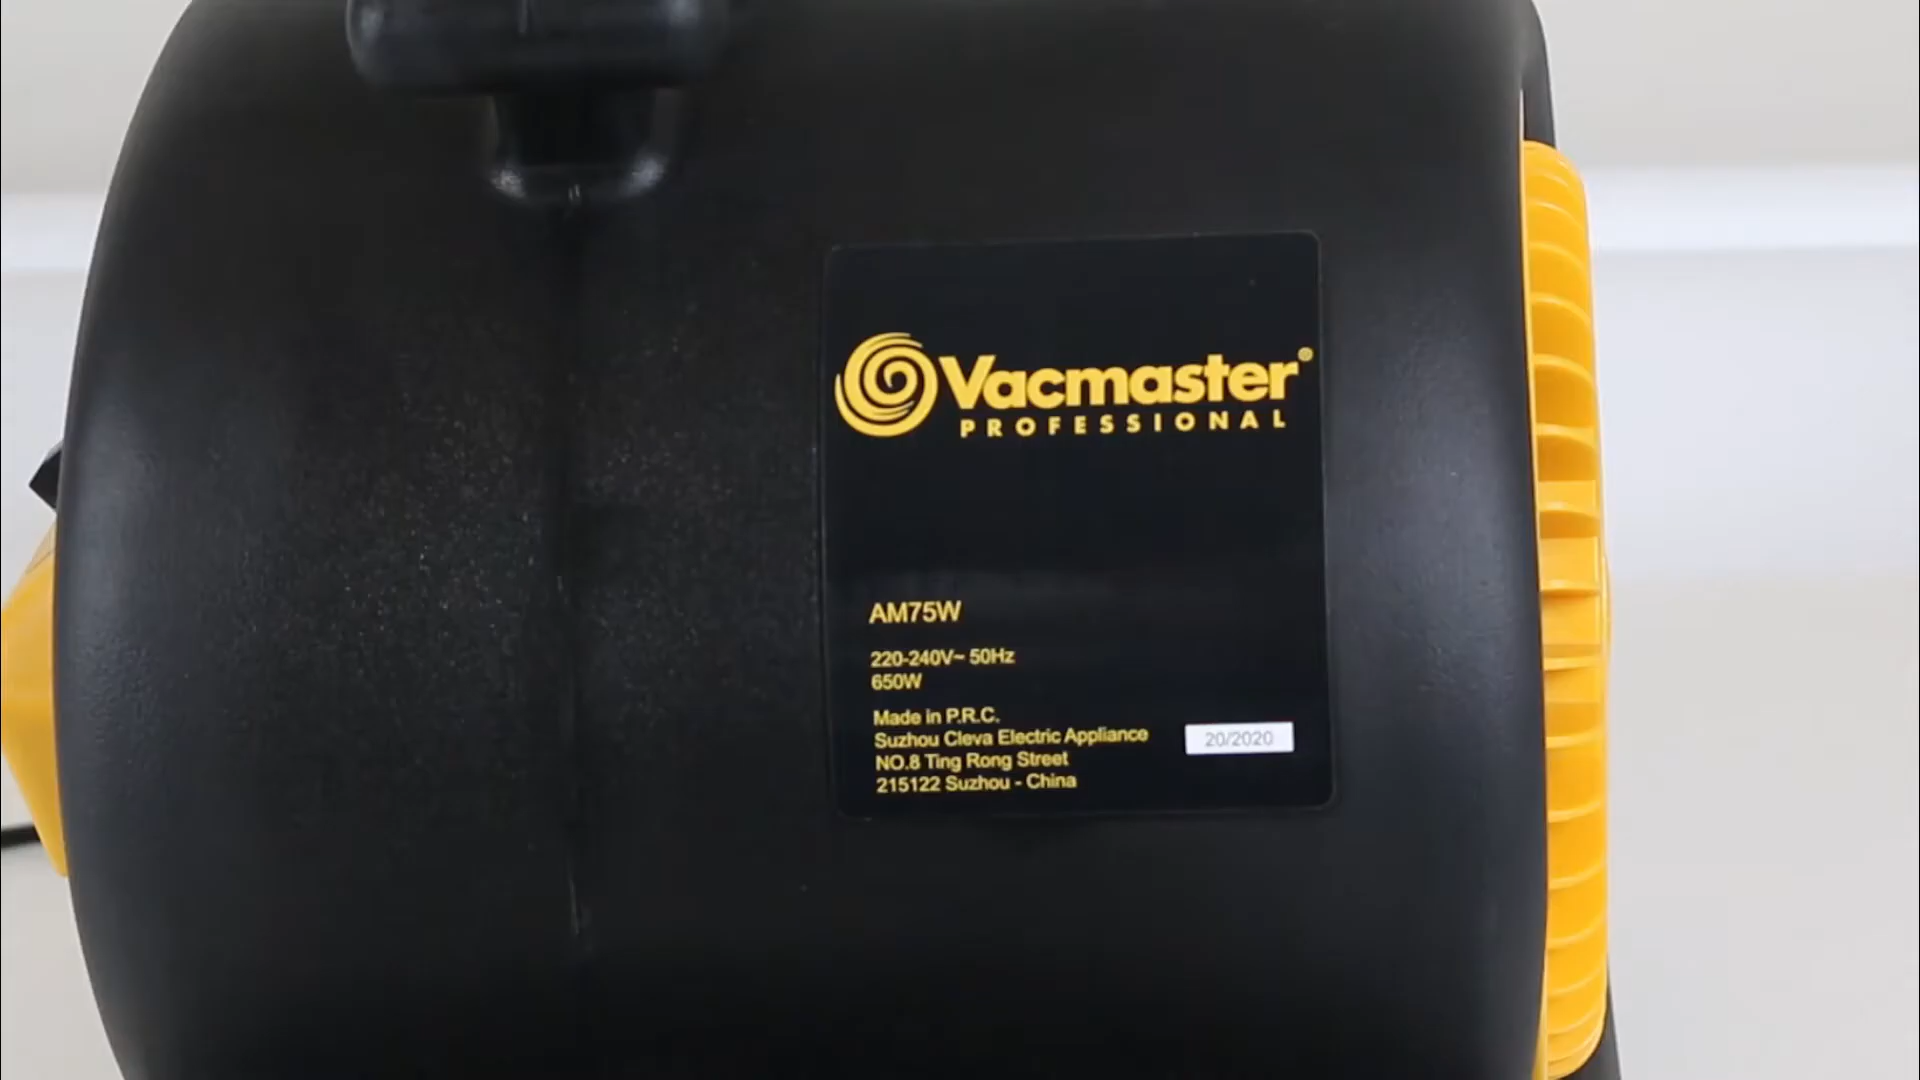 Vacmaster®
PROFESSIONAL
AM75W
220-240V~ 50Hz
650W
Made in P.R.C.
Suzhou Cleva Electric Appliance
NO.8 Ting Rong Street
215122 Suzhou - China
20/2020